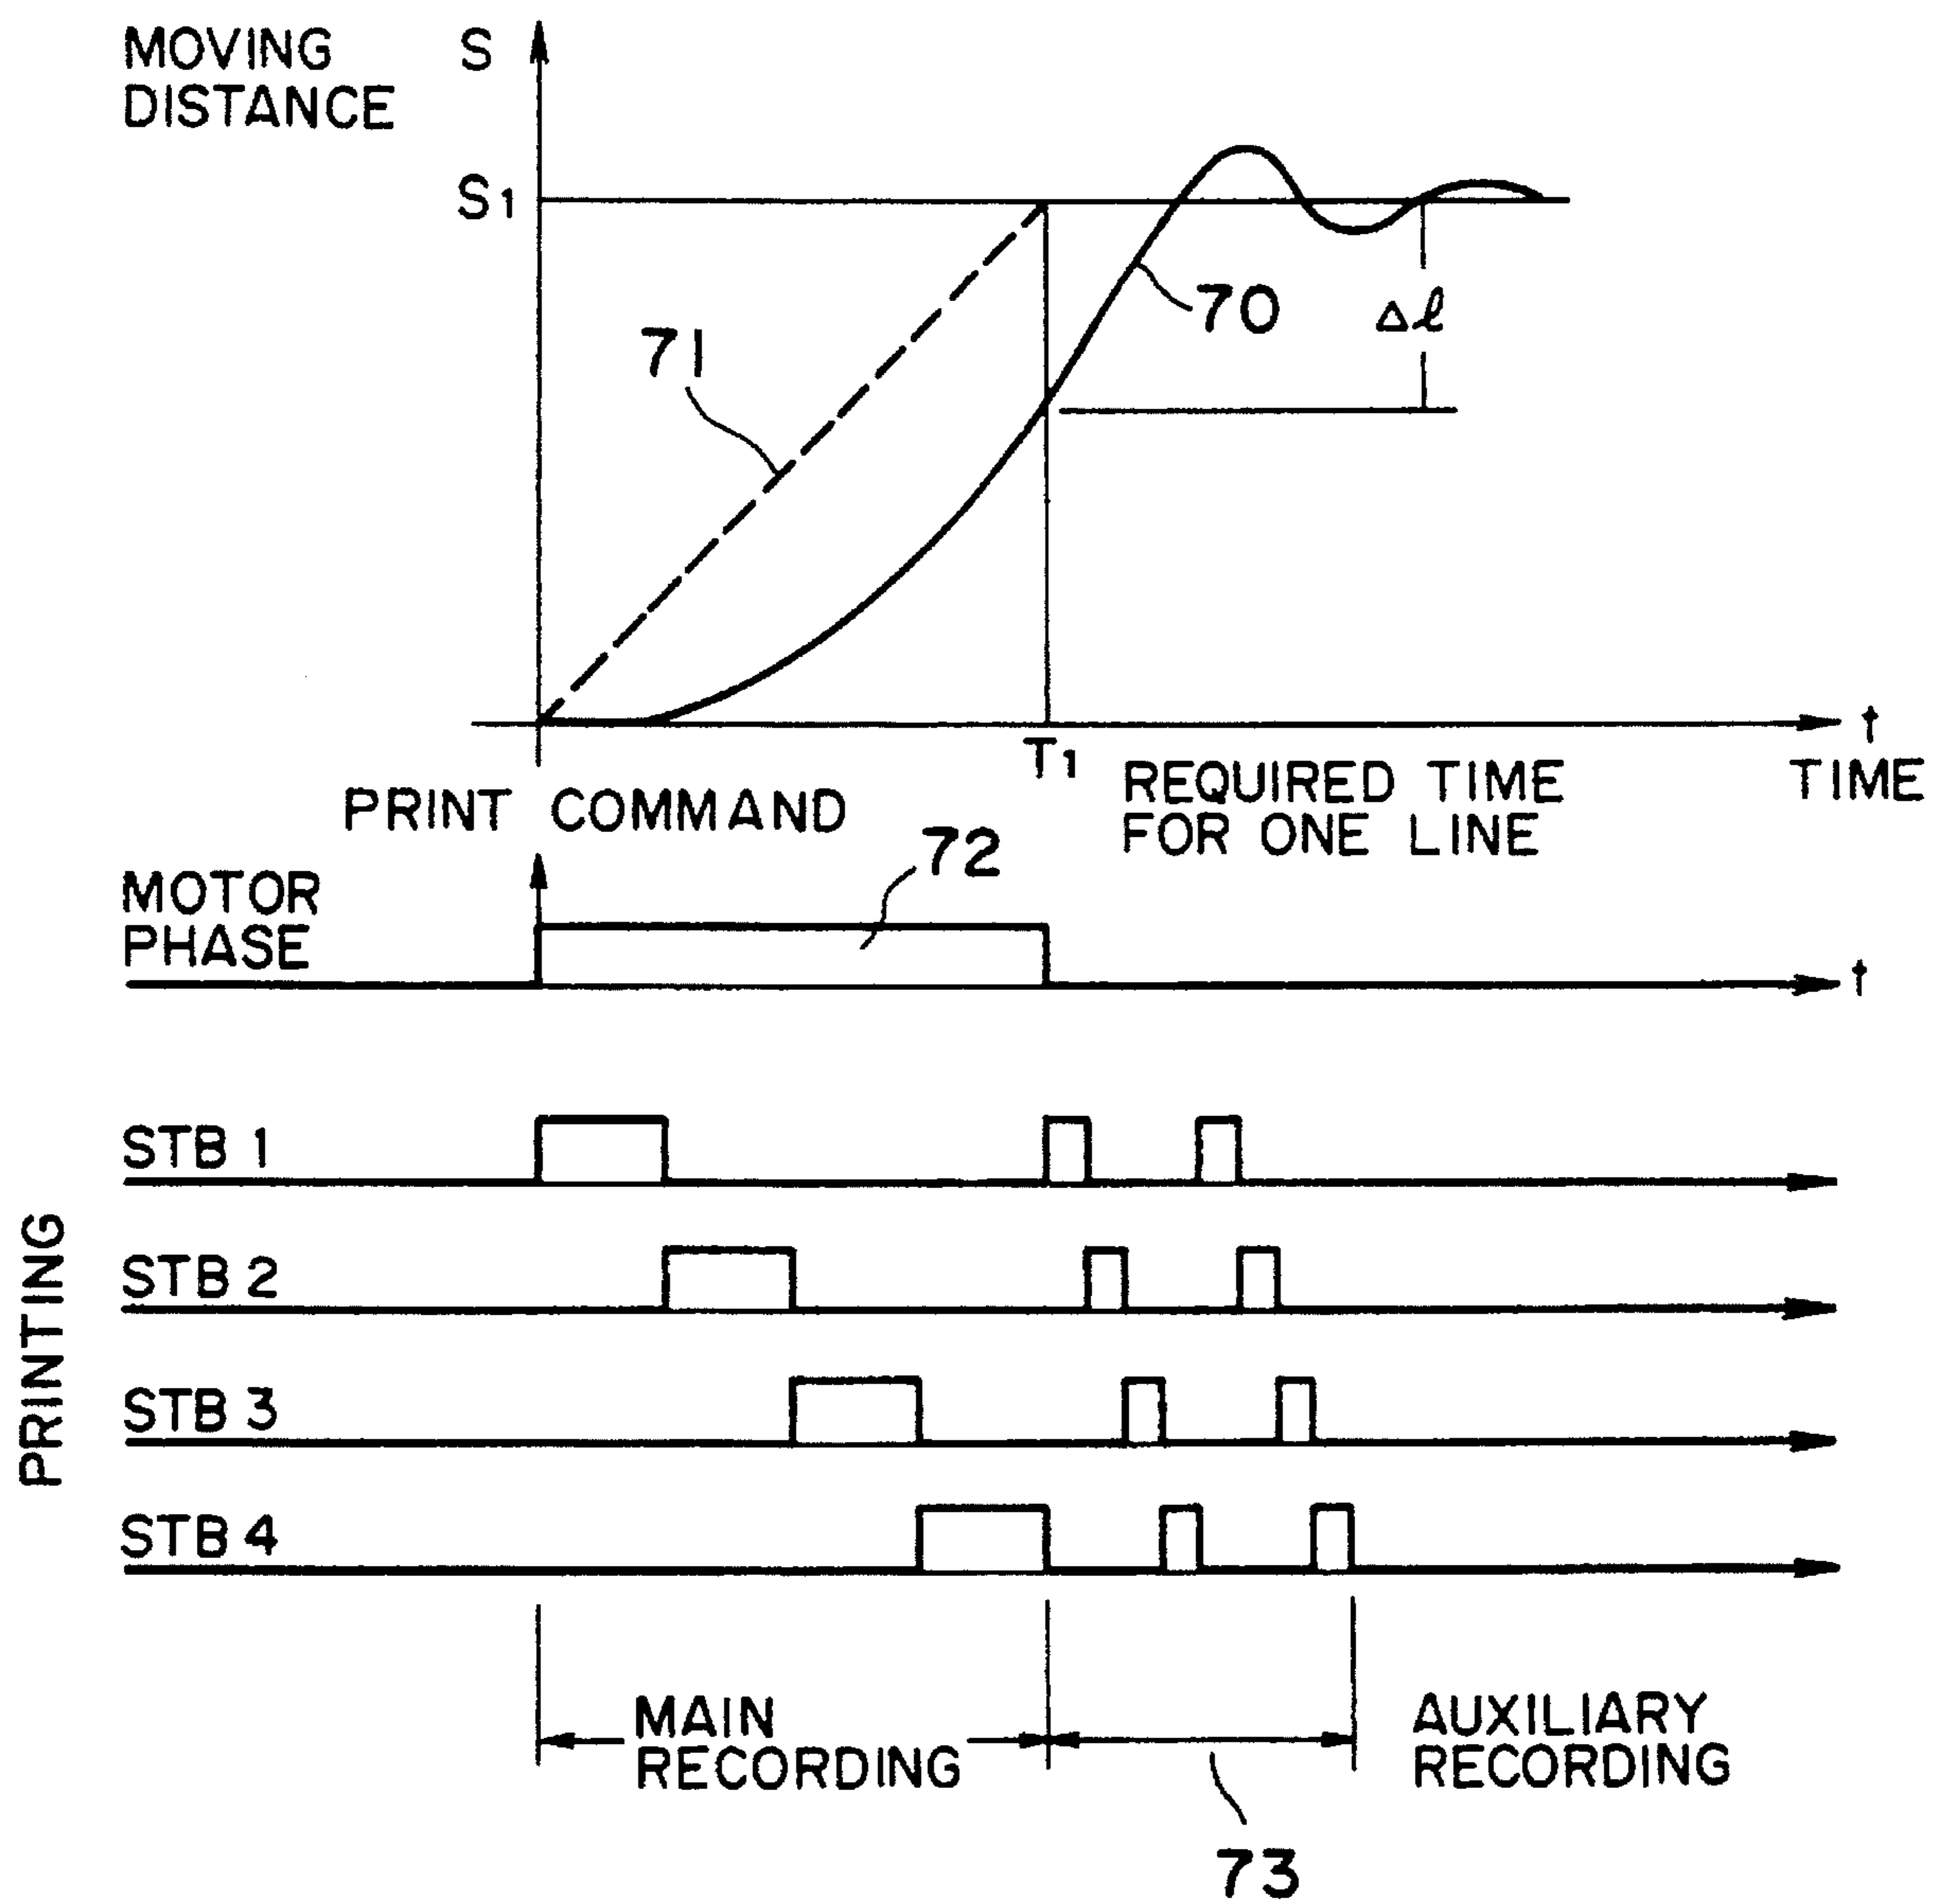 MOVING
DISTANCE
S
S1
71
70
Δℓ
t
T1
REQUIRED TIME
FOR ONE LINE
TIME
PRINT COMMAND
72
MOTOR
PHASE
t
PRINTING
STB 1
STB 2
STB 3
STB 4
MAIN
RECORDING
AUXILIARY
RECORDING
73